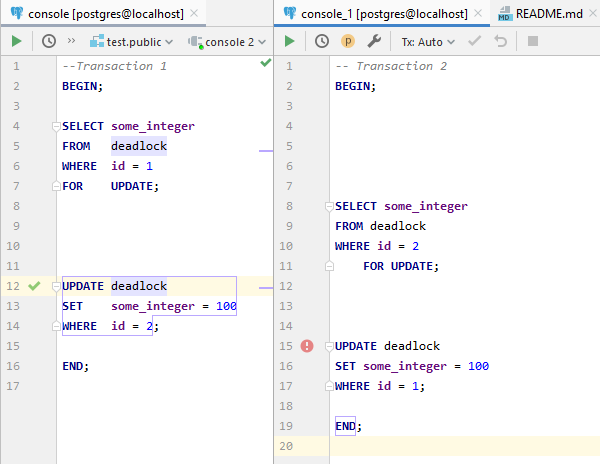 console [postgres@localhost]
test.public
console 2
1 --Transaction 1
2 BEGIN;
3
4 SELECT some_integer
5 FROM   deadlock
6 WHERE  id = 1
7 FOR    UPDATE;
8
9
10
11
12 UPDATE deadlock
13 SET    some_integer = 100
14 WHERE  id = 2;
15
16 END;
17
console_1 [postgres@localhost]
MD README.md
P Tx: Auto
1 -- Transaction 2
2 BEGIN;
3
4
5
6
7
8 SELECT some_integer
9 FROM deadlock
10 WHERE id = 2
11     FOR UPDATE;
12
13
14
15 UPDATE deadlock
16 SET some_integer = 100
17 WHERE id = 1;
18
19 END;
20